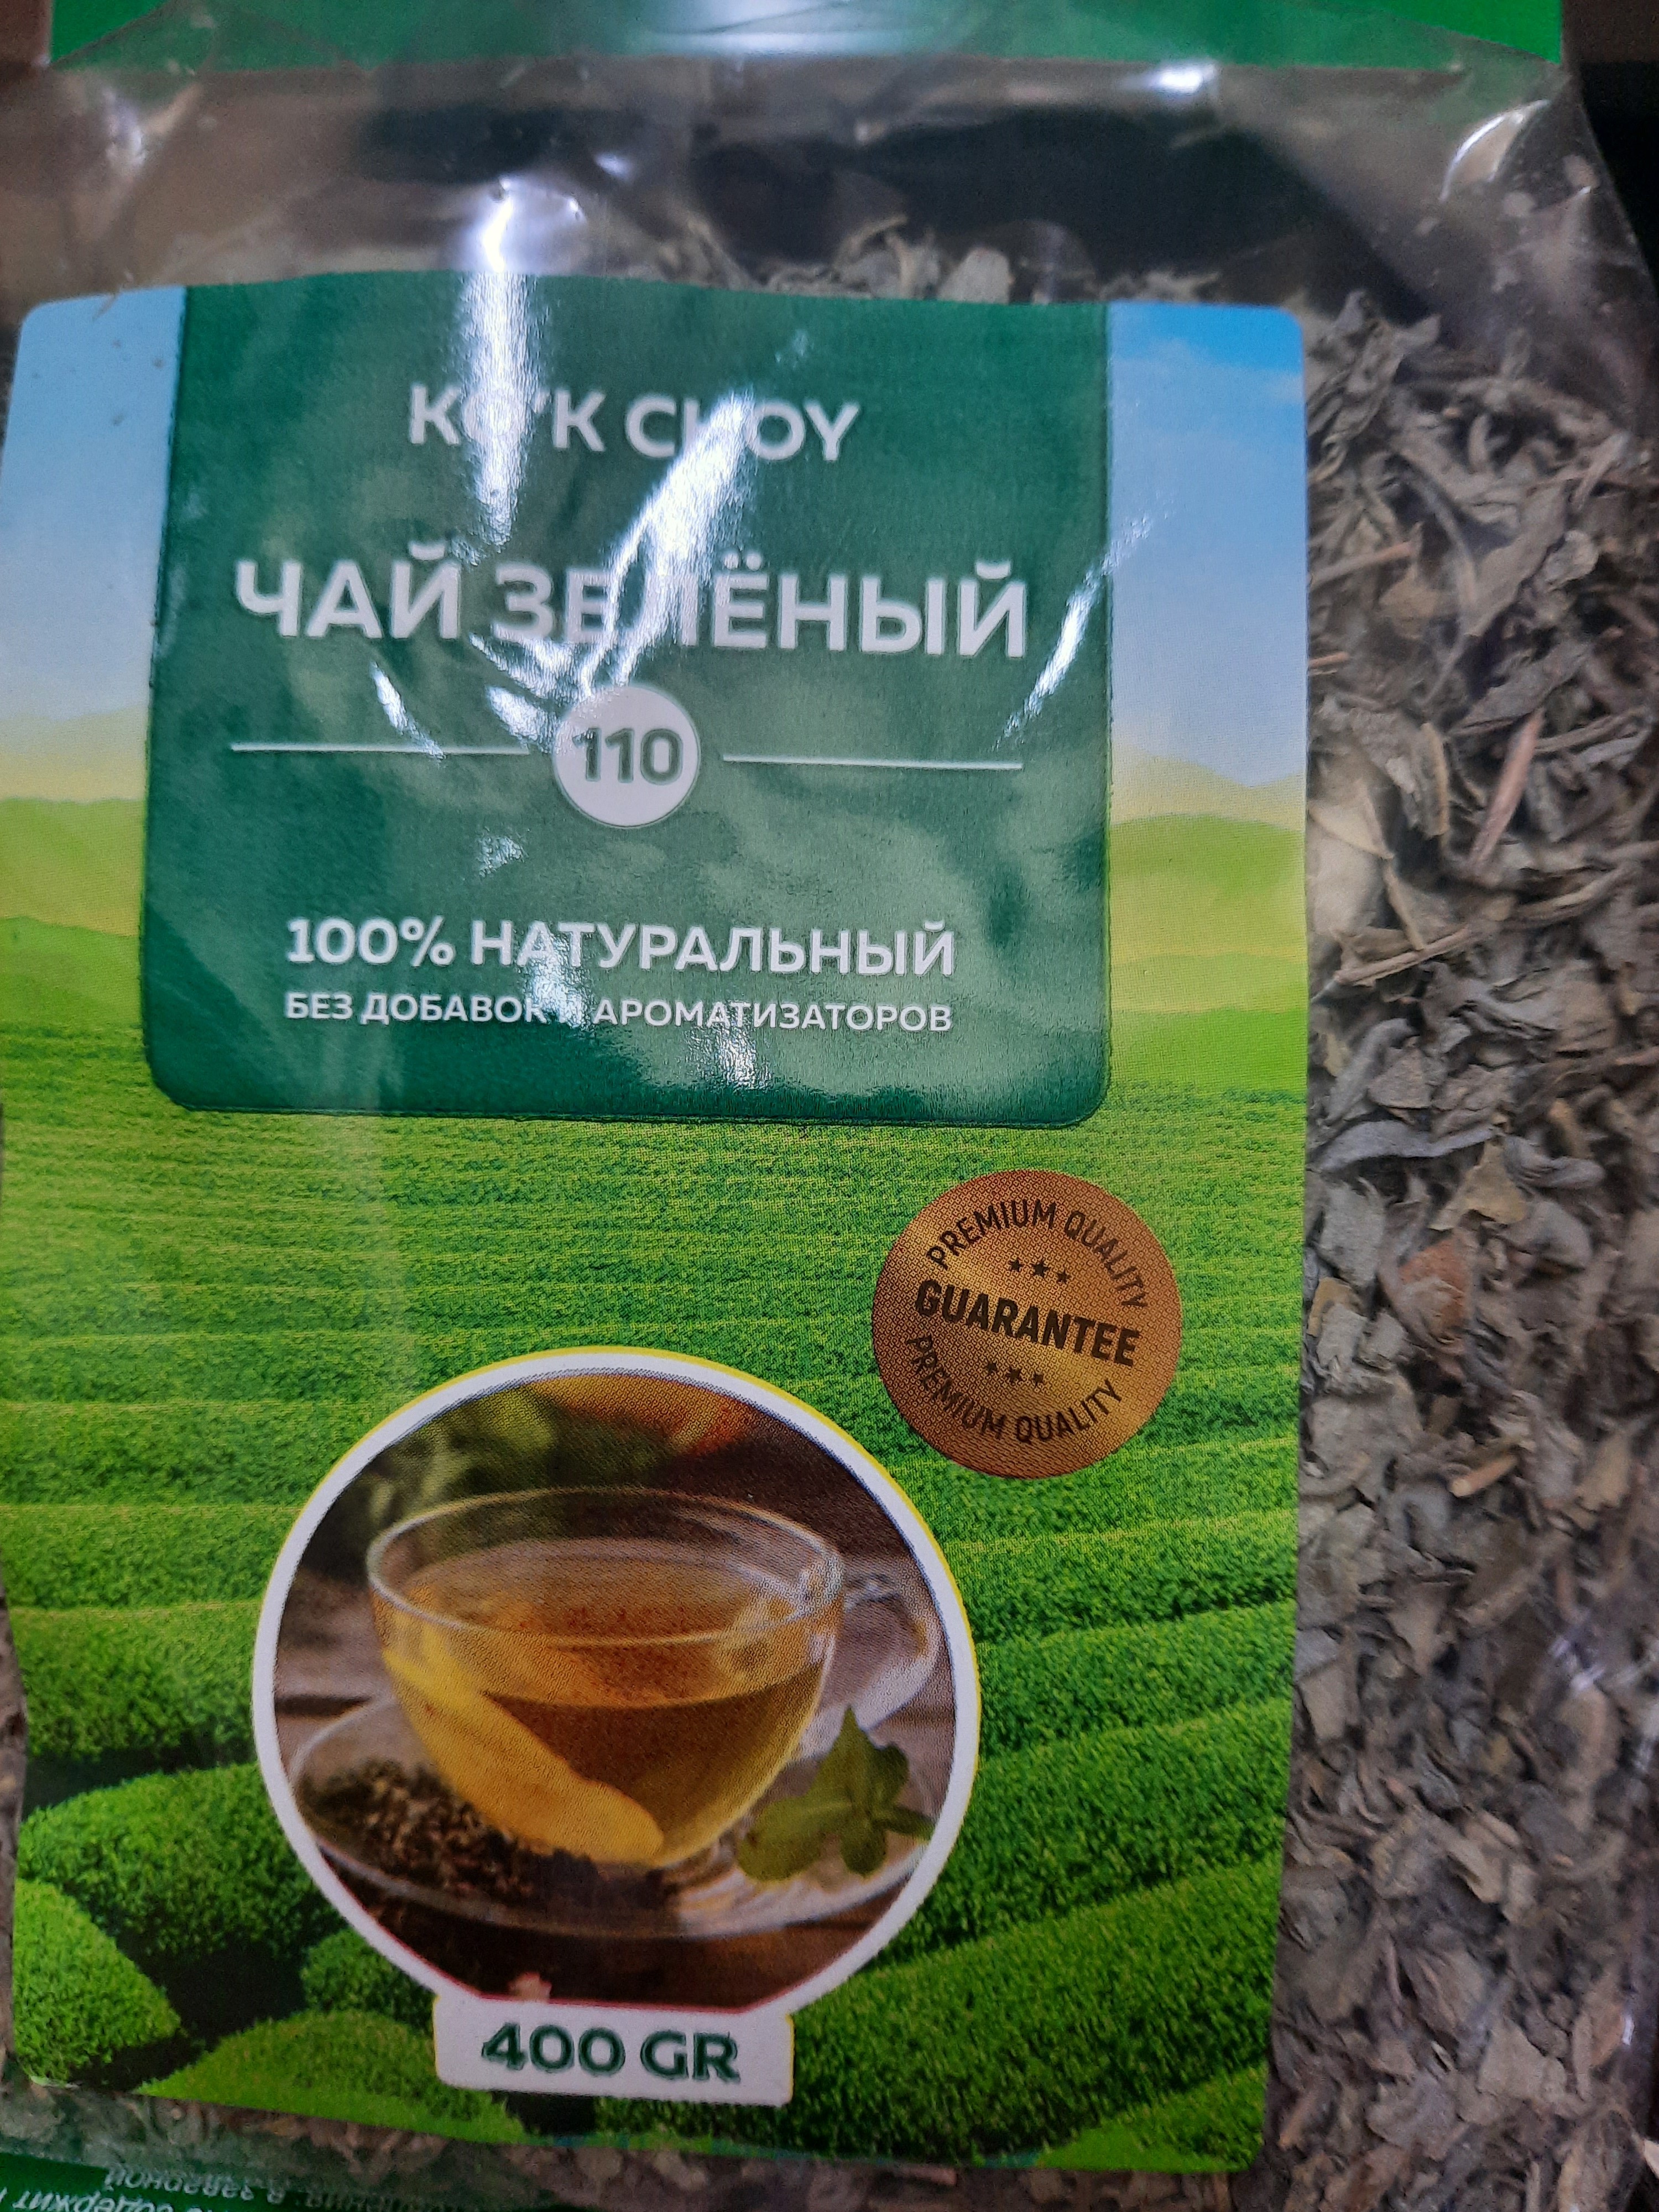 KO'K CHOY
ЧАЙ ЗЕЛЁНЫЙ
110
100% НАТУРАЛЬНЫЙ
БЕЗ ДОБАВОК И АРОМАТИЗАТОРОВ
PREMIUM QUALITY
GUARANTEE
PREMIUM QUALITY
400 GR